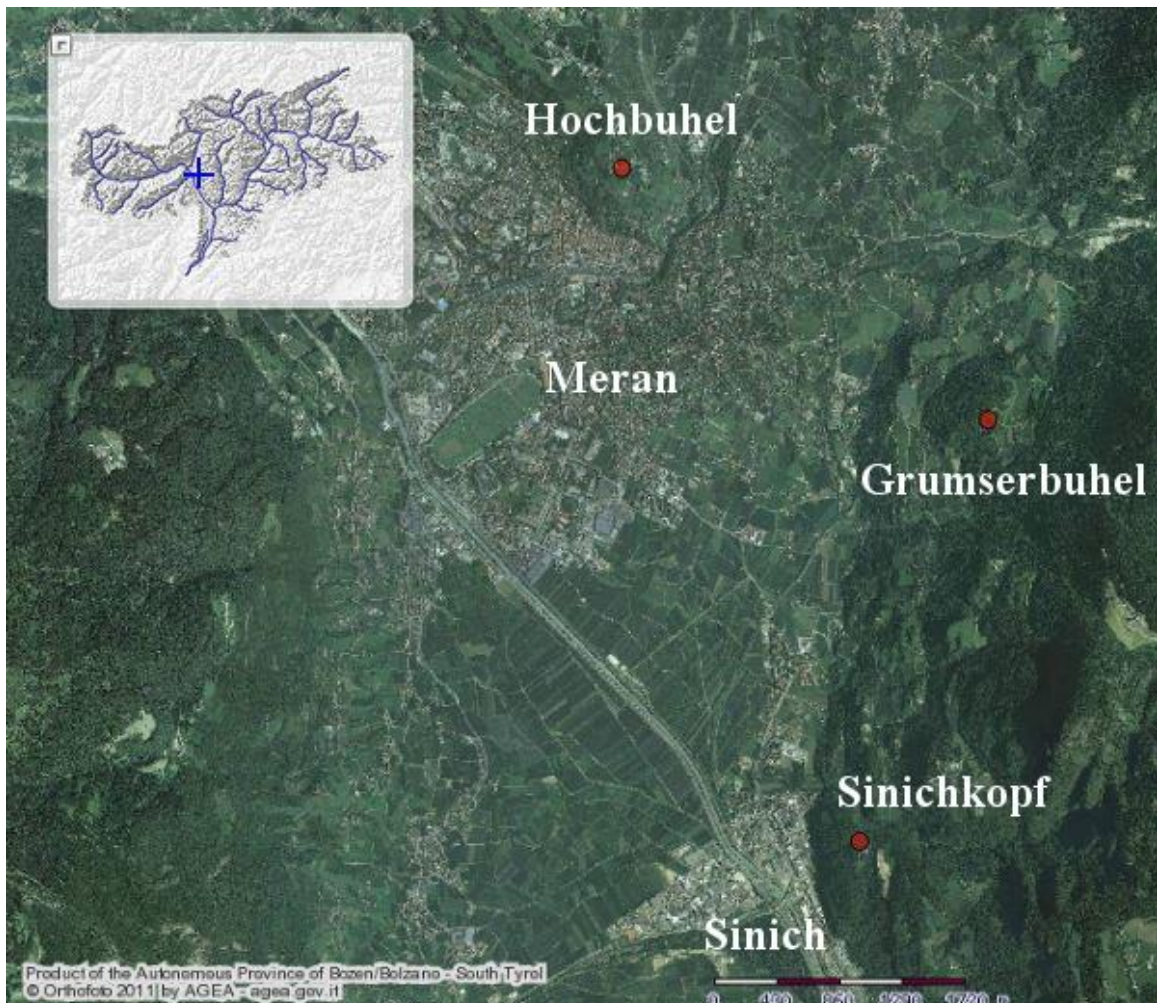 Hochbuhel
Meran
Grumserbuhel
Sinichkopf
Sinich
Product of the Autonomous Province of Bozen/Bolzano - South Tyrol
© Orthofoto 2011 by AGEA - agea.gov.it
0